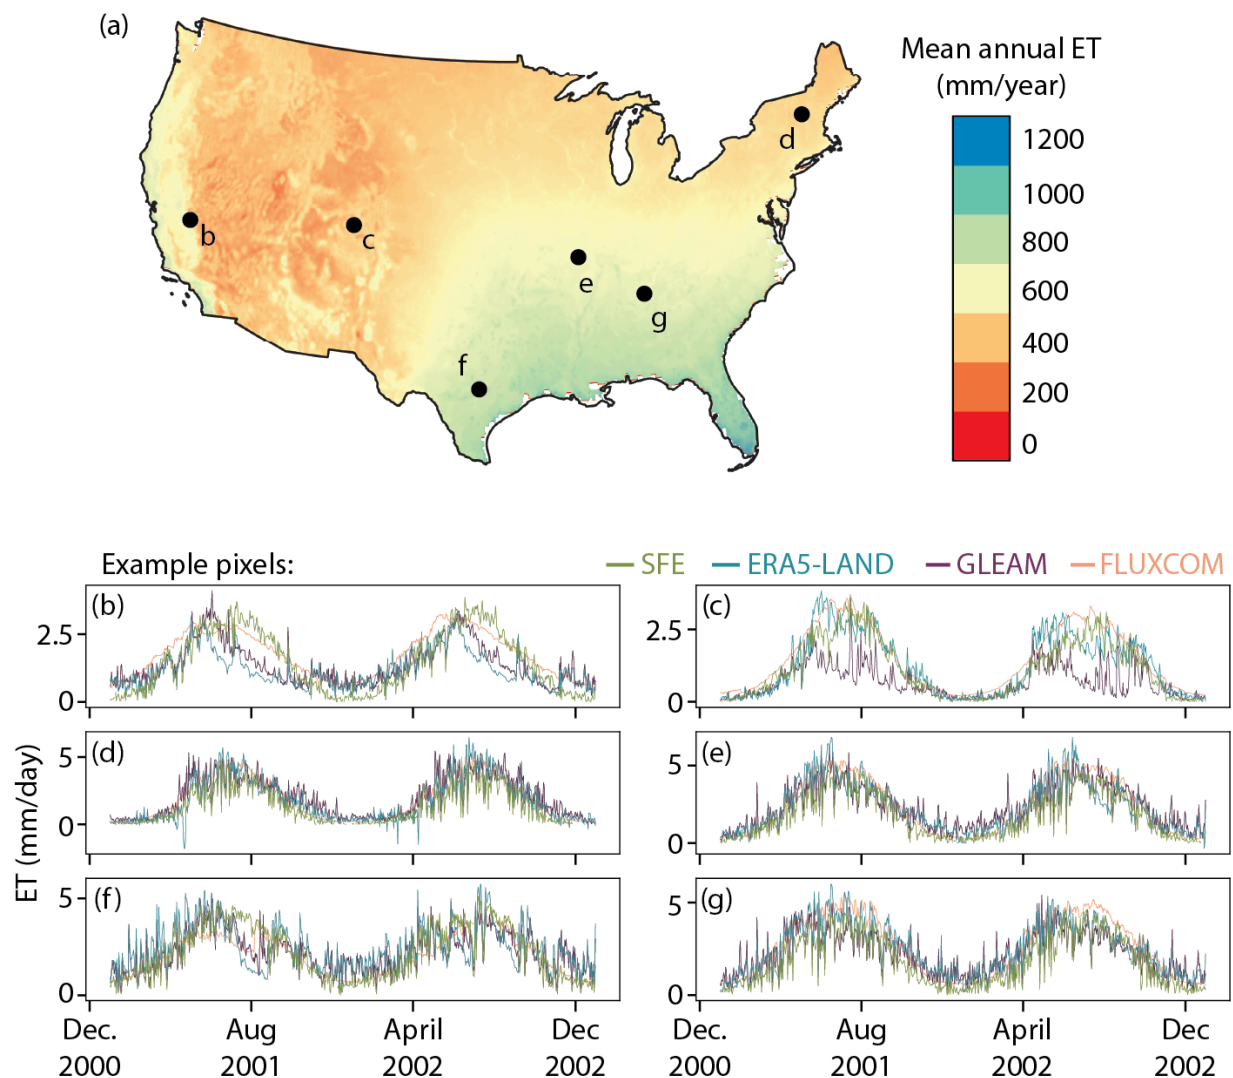 (a)
Mean annual ET
(mm/year)
1200
1000
800
600
400
200
0
b
c
d
e
f
g
Example pixels:
SFE ERA5-LAND GLEAM FLUXCOM
(b)
2.5
0
(c)
2.5
0
(d)
5
0
(e)
5
0
(f)
5
0
(g)
5
0
ET (mm/day)
Dec. Aug April Dec
2000 2001 2002 2002
Dec. Aug April Dec
2000 2001 2002 2002